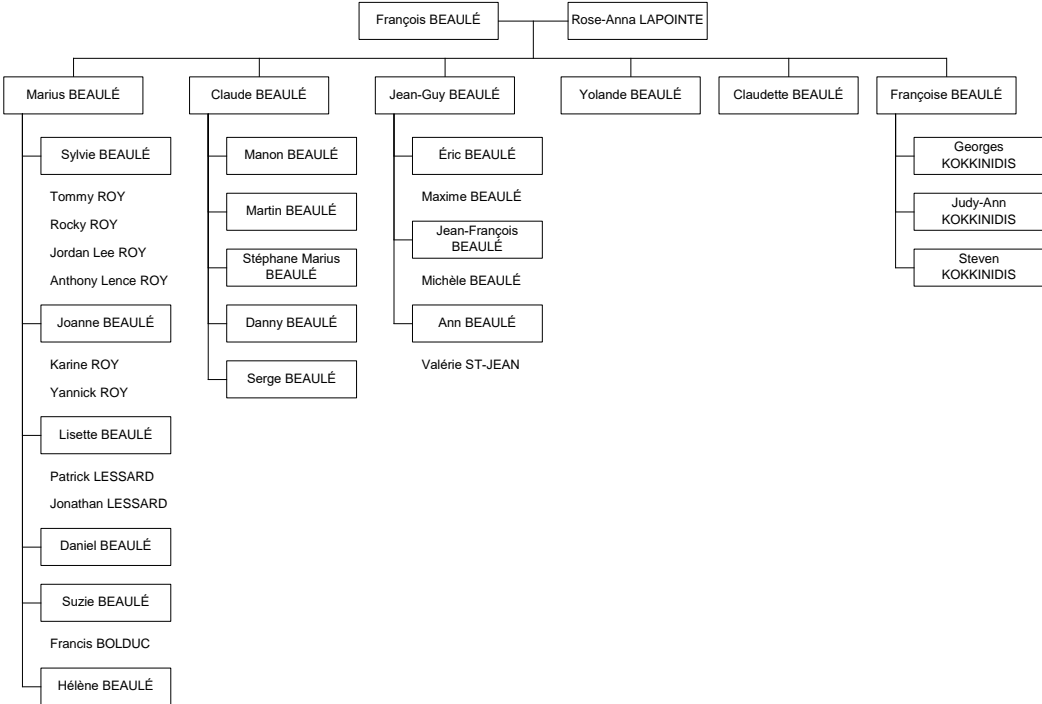 François BEAULÉ
Rose-Anna LAPOINTE
Marius BEAULÉ
Claude BEAULÉ
Jean-Guy BEAULÉ
Yolande BEAULÉ
Claudette BEAULÉ
Françoise BEAULÉ
Sylvie BEAULÉ
Tommy ROY
Rocky ROY
Jordan Lee ROY
Anthony Lence ROY
Joanne BEAULÉ
Karine ROY
Yannick ROY
Lisette BEAULÉ
Patrick LESSARD
Jonathan LESSARD
Daniel BEAULÉ
Suzie BEAULÉ
Francis BOLDUC
Hélène BEAULÉ
Manon BEAULÉ
Martin BEAULÉ
Stéphane Marius
BEAULÉ
Danny BEAULÉ
Serge BEAULÉ
Éric BEAULÉ
Maxime BEAULÉ
Jean-François
BEAULÉ
Michèle BEAULÉ
Ann BEAULÉ
Valérie ST-JEAN
Georges
KOKKINIDIS
Judy-Ann
KOKKINIDIS
Steven
KOKKINIDIS